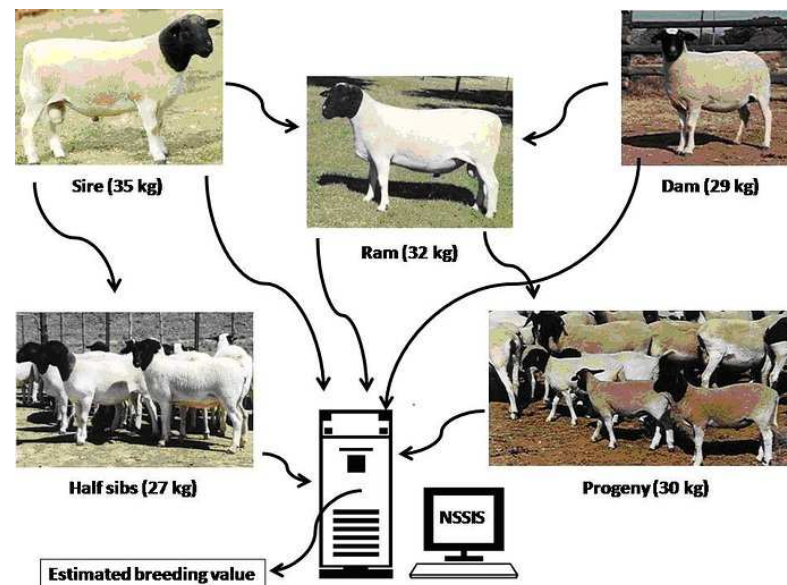 Sire (35 kg)
Ram (32 kg)
Dam (29 kg)
Half sibs (27 kg)
Progeny (30 kg)
NSSIS
Estimated breeding value